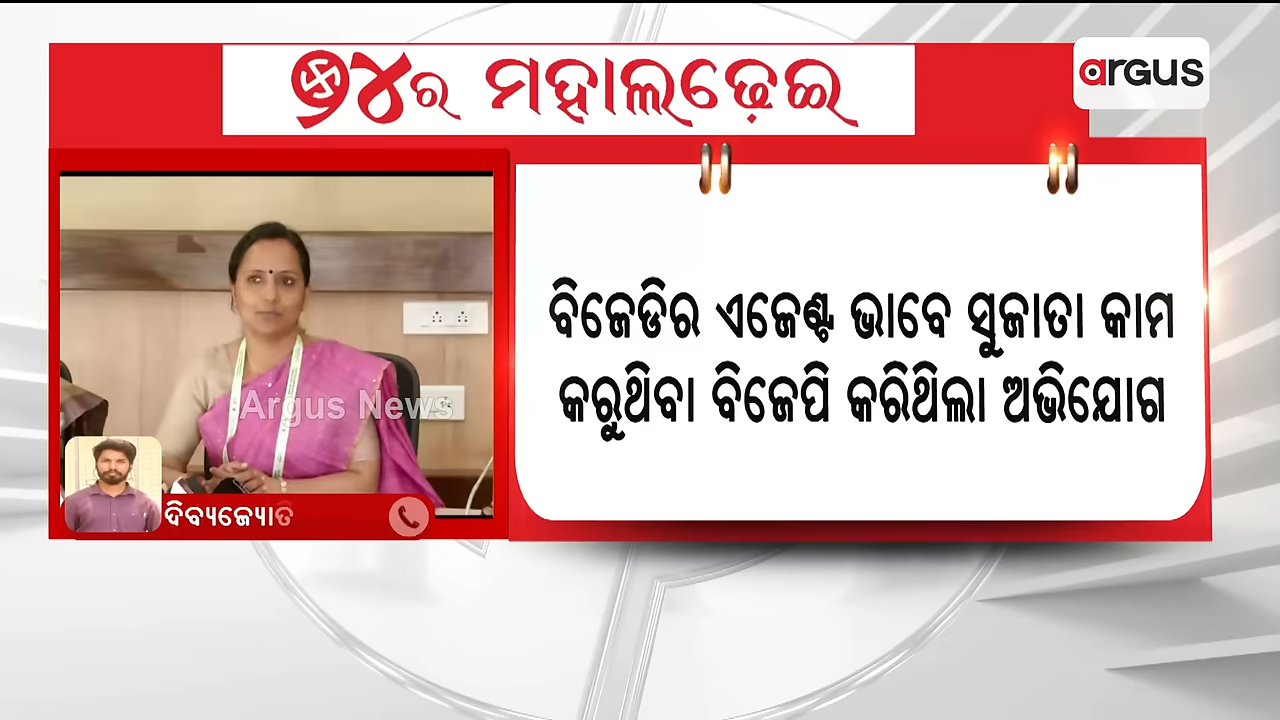 ୨୪ର ମହାଲଢ଼େଇ
argus
ବିଜେଡିର ଏଜେଣ୍ଟ ଭାବେ ସୁଜାତା କାମ
କରୁଥିବା ବିଜେପି କରିଥିଲା ଅଭିଯୋଗ
Argus News
ଦିବ୍ୟଜ୍ୟୋତି